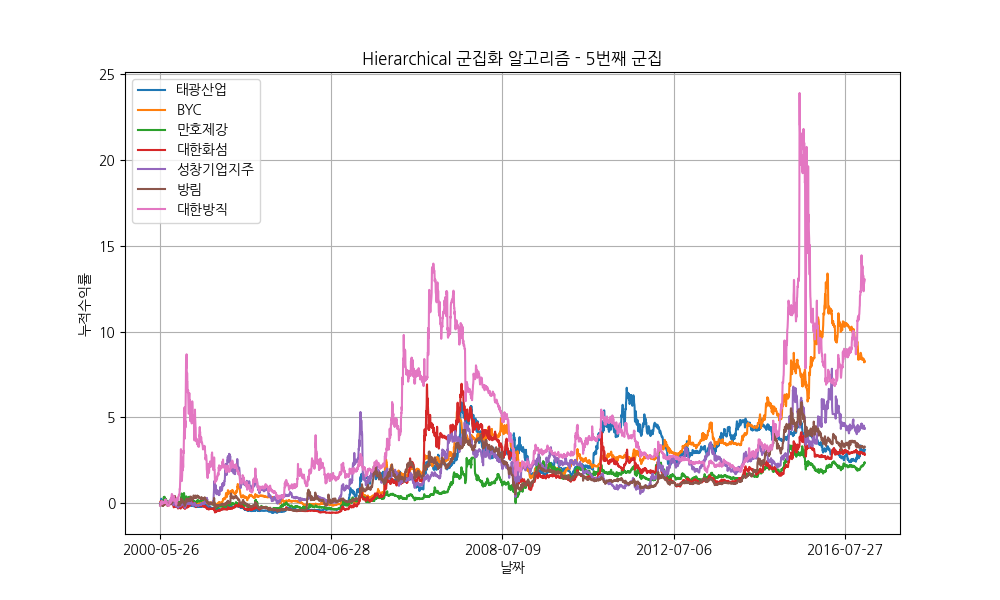 Hierarchical 군집화 알고리즘 - 5번째 군집
누적수익률
25
20
15
10
5
0
태광산업
BYC
만호제강
대한화섬
성창기업지주
방림
대한방직
2000-05-26
2004-06-28
2008-07-09
2012-07-06
2016-07-27
날짜